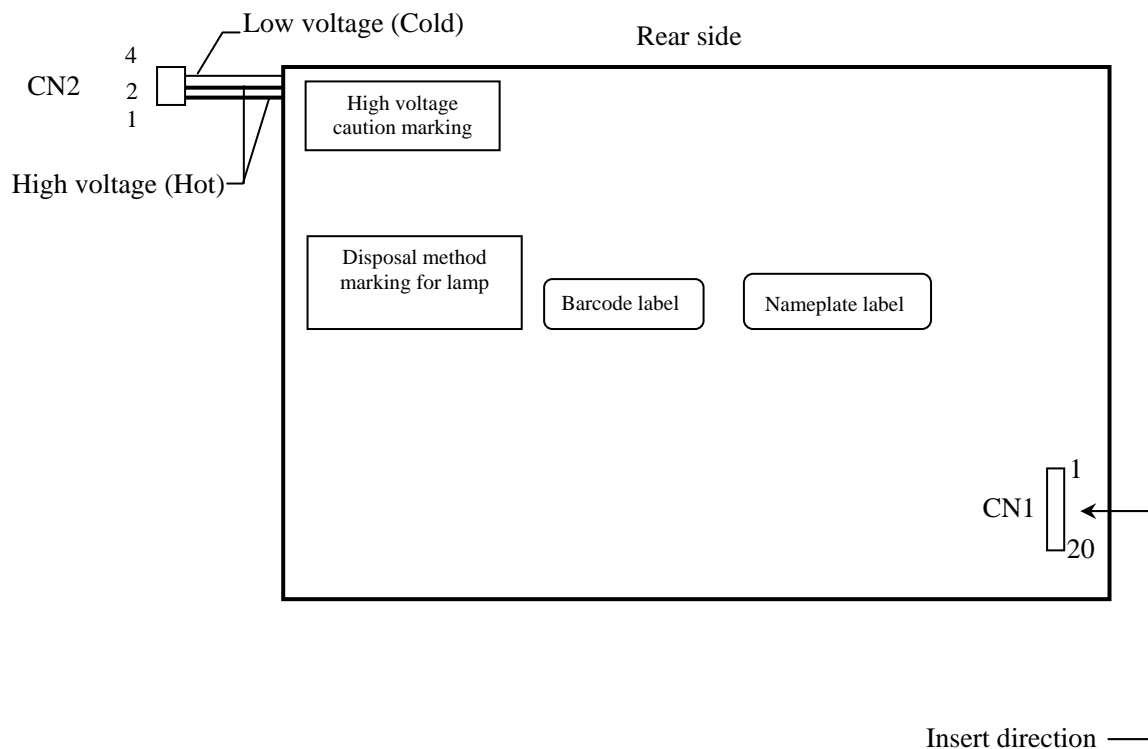 Low voltage (Cold)
Rear side
4
CN2
2
1
High voltage
caution marking
High voltage (Hot)
Disposal method
marking for lamp
Barcode label
Nameplate label
1
CN1
20
Insert direction